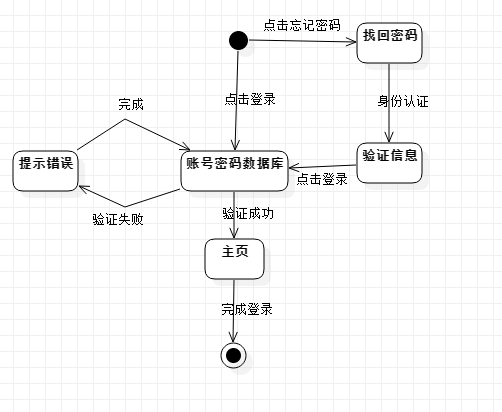 点击忘记密码
找回密码
点击登录
身份认证
完成
提示错误
账号密码数据库
验证信息
点击登录
验证失败
验证成功
主页
完成登录